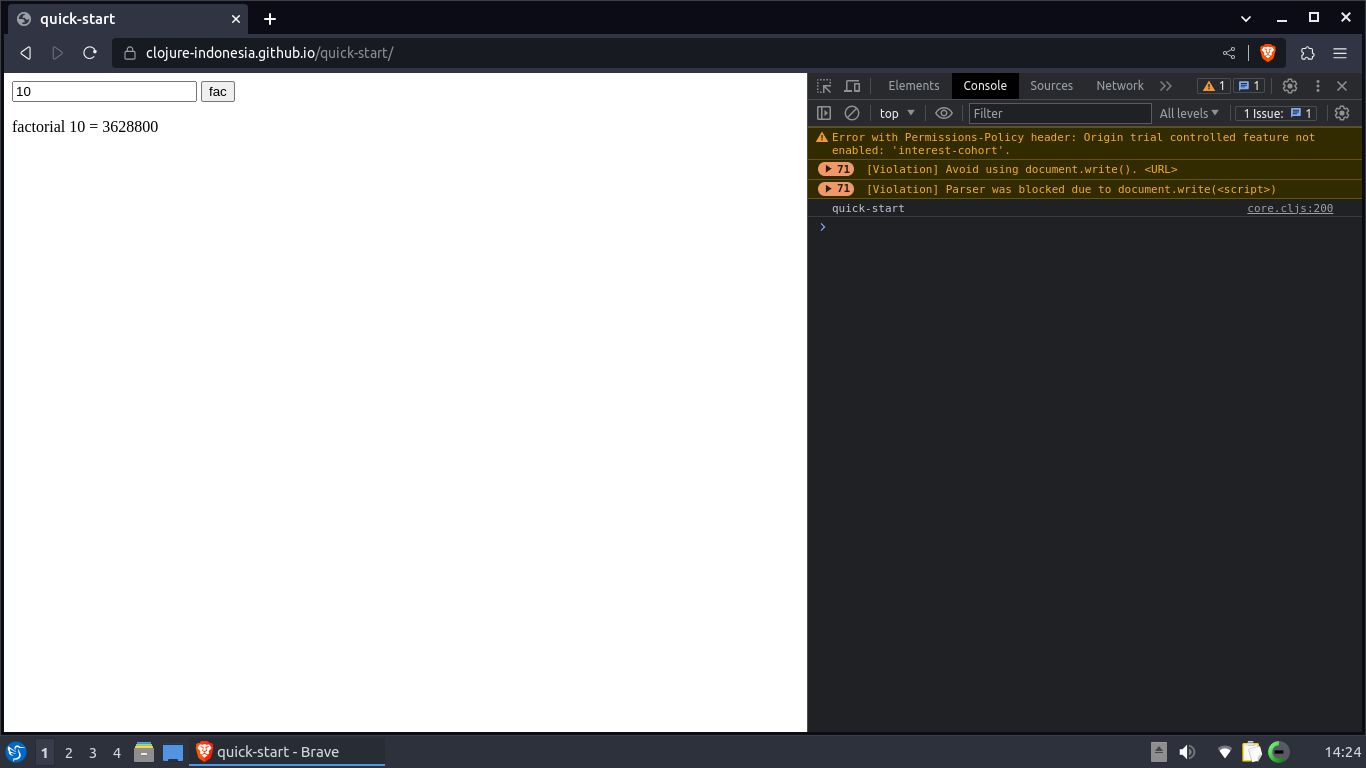 quick-start
clojure-indonesia.github.io/quick-start/
10 fac
factorial 10 = 3628800
Elements Console Sources Network 1 1
top Filter All levels 1 Issue: 1
Error with Permissions-Policy header: Origin trial controlled feature not
enabled: 'interest-cohort'.
71 [Violation] Avoid using document.write(). <URL>
71 [Violation] Parser was blocked due to document.write(<script>)
quick-start core.cljs:200
1 2 3 4 quick-start - Brave 14:24